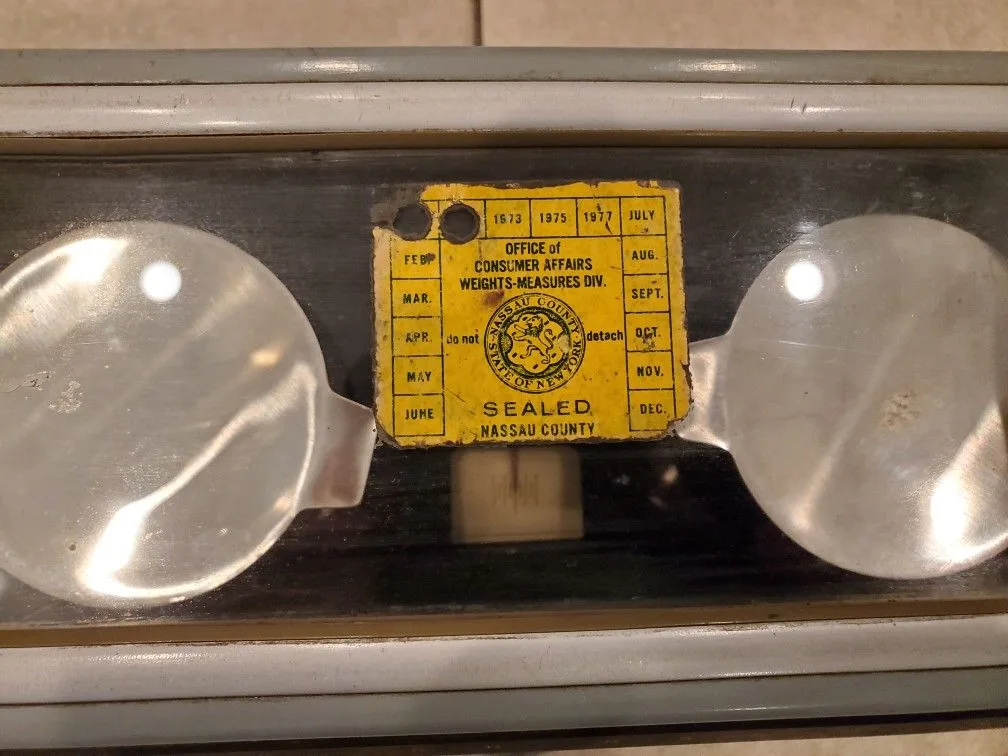 1973 1975 1977 JULY
FEB. AUG.
MAR. SEPT.
APR. OCT.
MAY NOV.
JUNE DEC.
OFFICE of
CONSUMER AFFAIRS
WEIGHTS-MEASURES DIV.
do not detach
NASSAU COUNTY
STATE OF NEW YORK
SEALED
NASSAU COUNTY